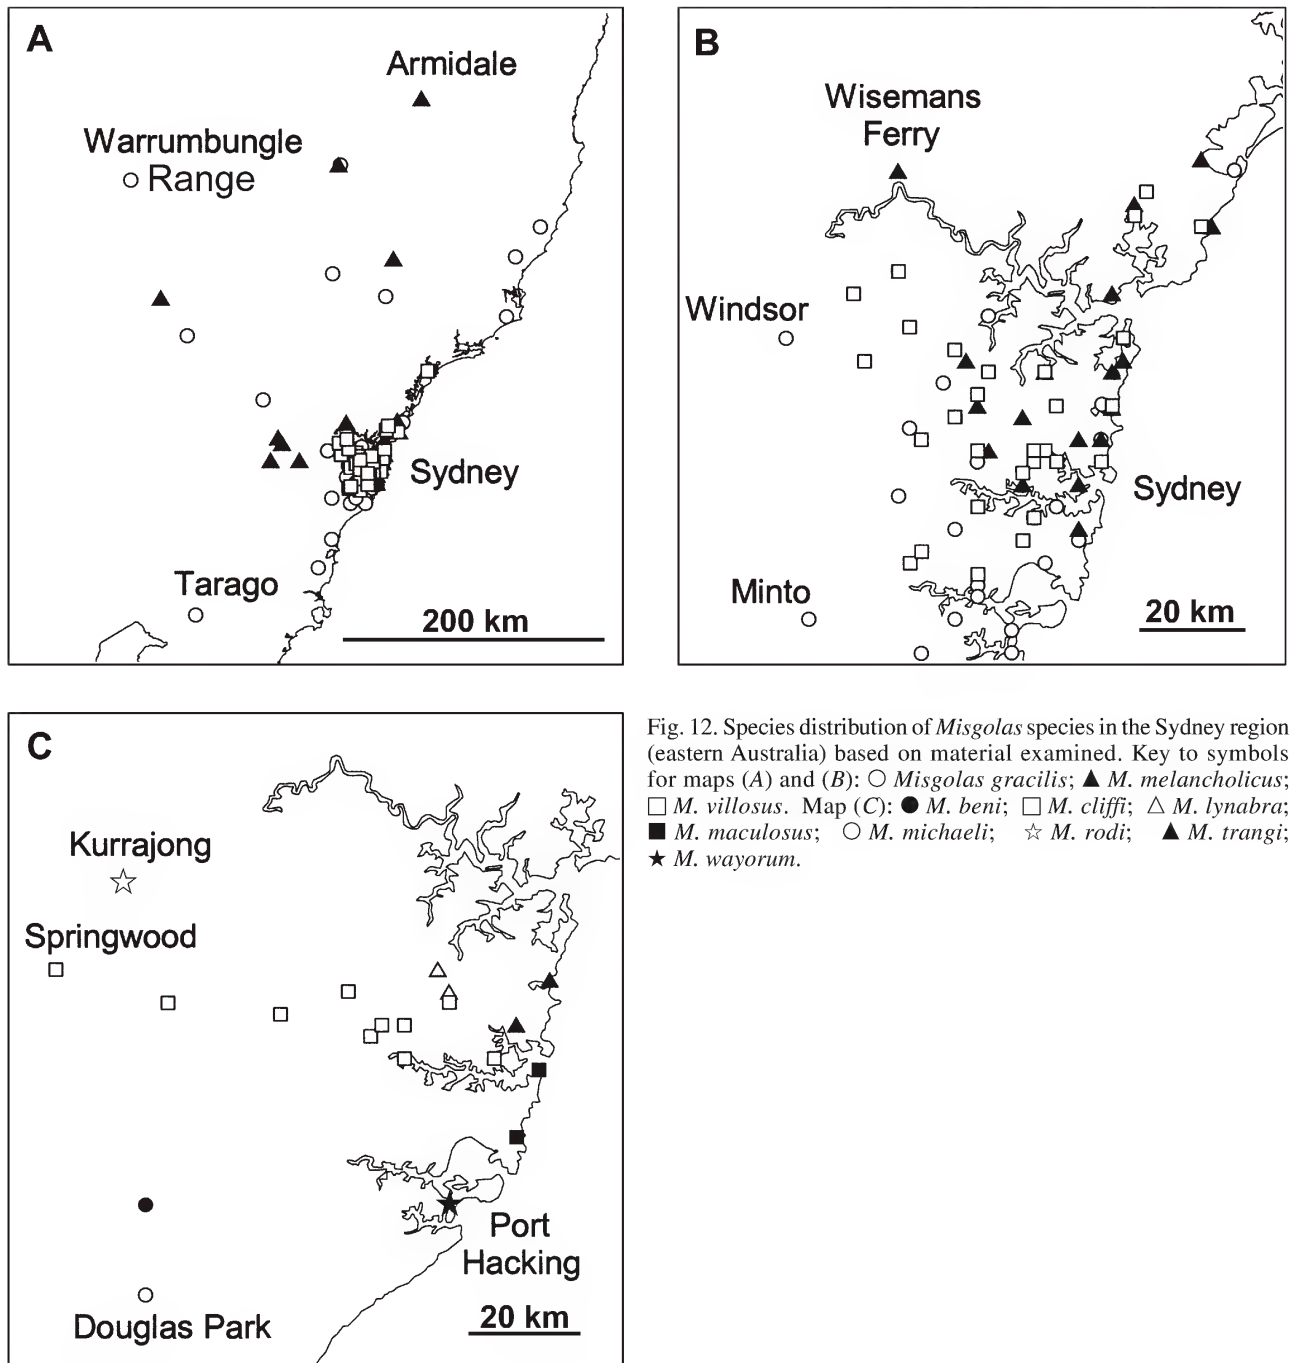 A
Armidale
Warrumbungle
Range
Sydney
Tarago
200 km
B
Wisemans
Ferry
Windsor
Sydney
Minto
20 km
C
Kurrajong
Springwood
Port
Hacking
Douglas Park
20 km
Fig. 12. Species distribution of Misgolas species in the Sydney region
(eastern Australia) based on material examined. Key to symbols
for maps (A) and (B): ○ Misgolas gracilis; ▲ M. melancholicus;
□ M. villosus. Map (C): ● M. beni; □ M. cliffi; △ M. lynabra;
■ M. maculosus; ○ M. michaeli; ☆ M. rodi; ▲ M. trangi;
★ M. wayorum.